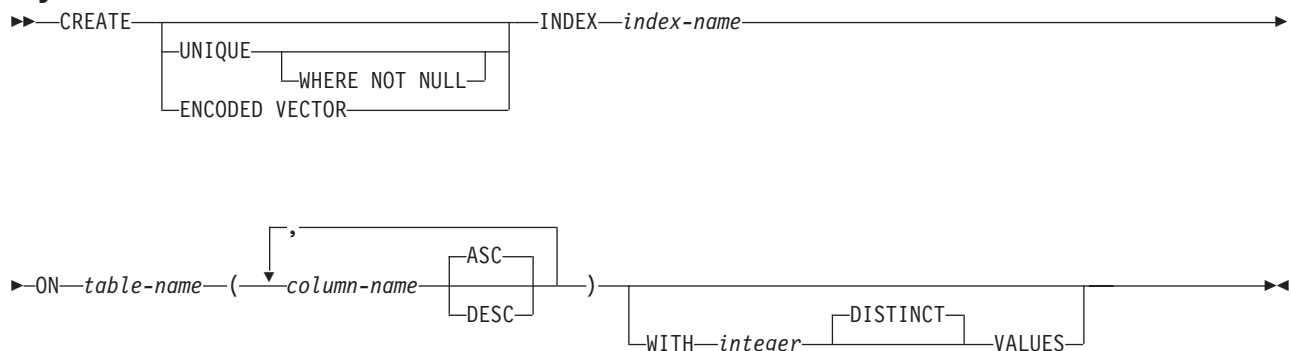 CREATE INDEX index-name
UNIQUE
WHERE NOT NULL
ENCODED VECTOR
,
ASC
ON table-name ( column-name )
DESC
DISTINCT
WITH integer VALUES